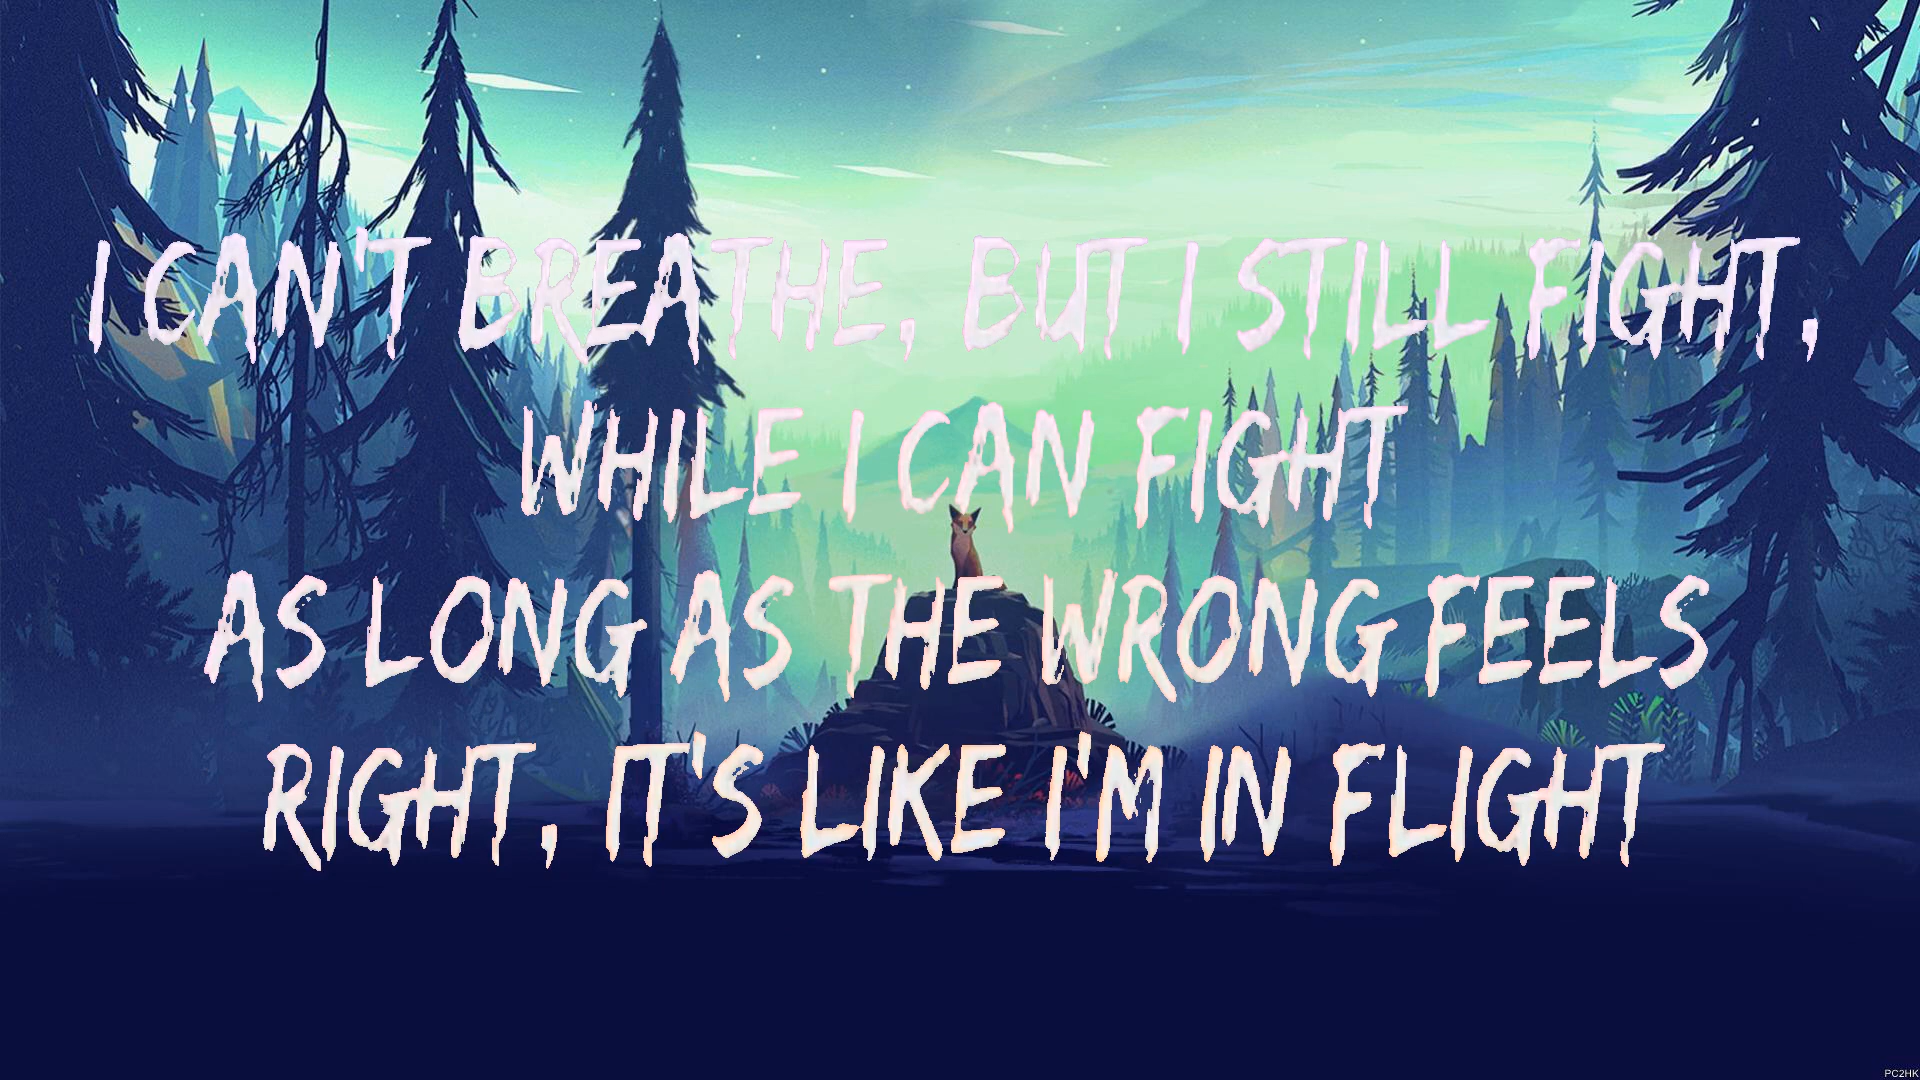 I CAN'T BREATHE, BUT I STILL FIGHT,
WHILE I CAN FIGHT
AS LONG AS THE WRONG FEELS
RIGHT, IT'S LIKE I'M IN FLIGHT
PC2HK